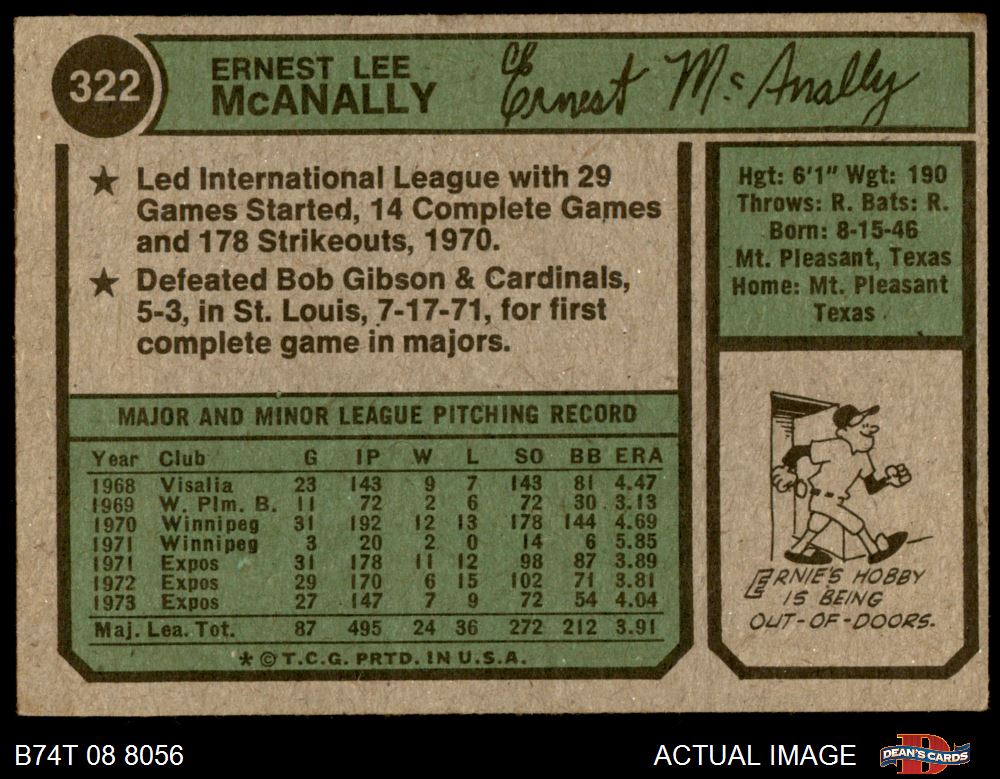 322
ERNEST LEE
McANALLY
Ernest McAnally
★ Led International League with 29
Games Started, 14 Complete Games
and 178 Strikeouts, 1970.
★ Defeated Bob Gibson & Cardinals,
5-3, in St. Louis, 7-17-71, for first
complete game in majors.
Hgt: 6'1" Wgt: 190
Throws: R. Bats: R.
Born: 8-15-46
Mt. Pleasant, Texas
Home: Mt. Pleasant
Texas
MAJOR AND MINOR LEAGUE PITCHING RECORD
Year Club G IP W L SO BB ERA
1968 Visalia 23 143 9 7 143 81 4.47
1969 W. Plm. B. 11 72 2 6 72 30 3.13
1970 Winnipeg 31 192 12 13 178 144 4.69
1971 Winnipeg 3 20 2 0 14 6 5.85
1971 Expos 31 178 11 12 98 87 3.89
1972 Expos 29 170 6 15 102 71 3.81
1973 Expos 27 147 7 9 72 54 4.04
Maj. Lea. Tot. 87 495 24 36 272 212 3.91
* © T.C.G. PRTD. IN U.S.A.
ERNIE'S HOBBY
IS BEING
OUT-OF-DOORS.
B74T 08 8056
ACTUAL IMAGE
DEAN'S CARDS